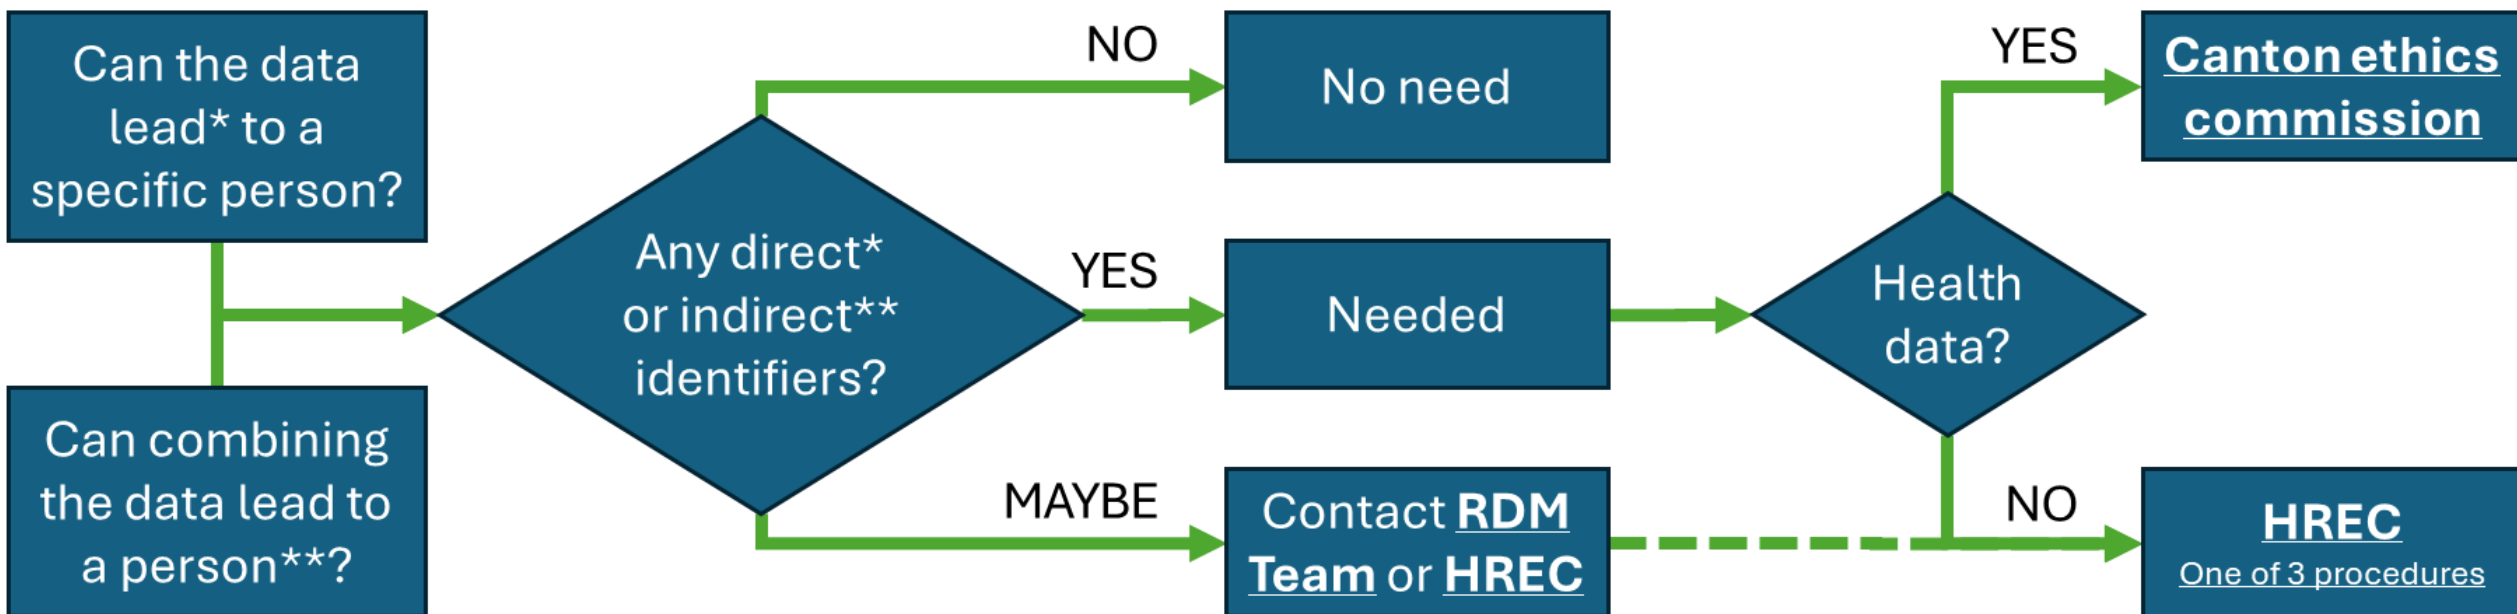 Can the data
lead* to a
specific person?
Can combining
the data lead to
a person**?
Any direct*
or indirect**
identifiers?
NO
No need
YES
Needed
MAYBE
Contact RDM
Team or HREC
Health
data?
YES
Canton ethics
commission
NO
HREC
One of 3 procedures